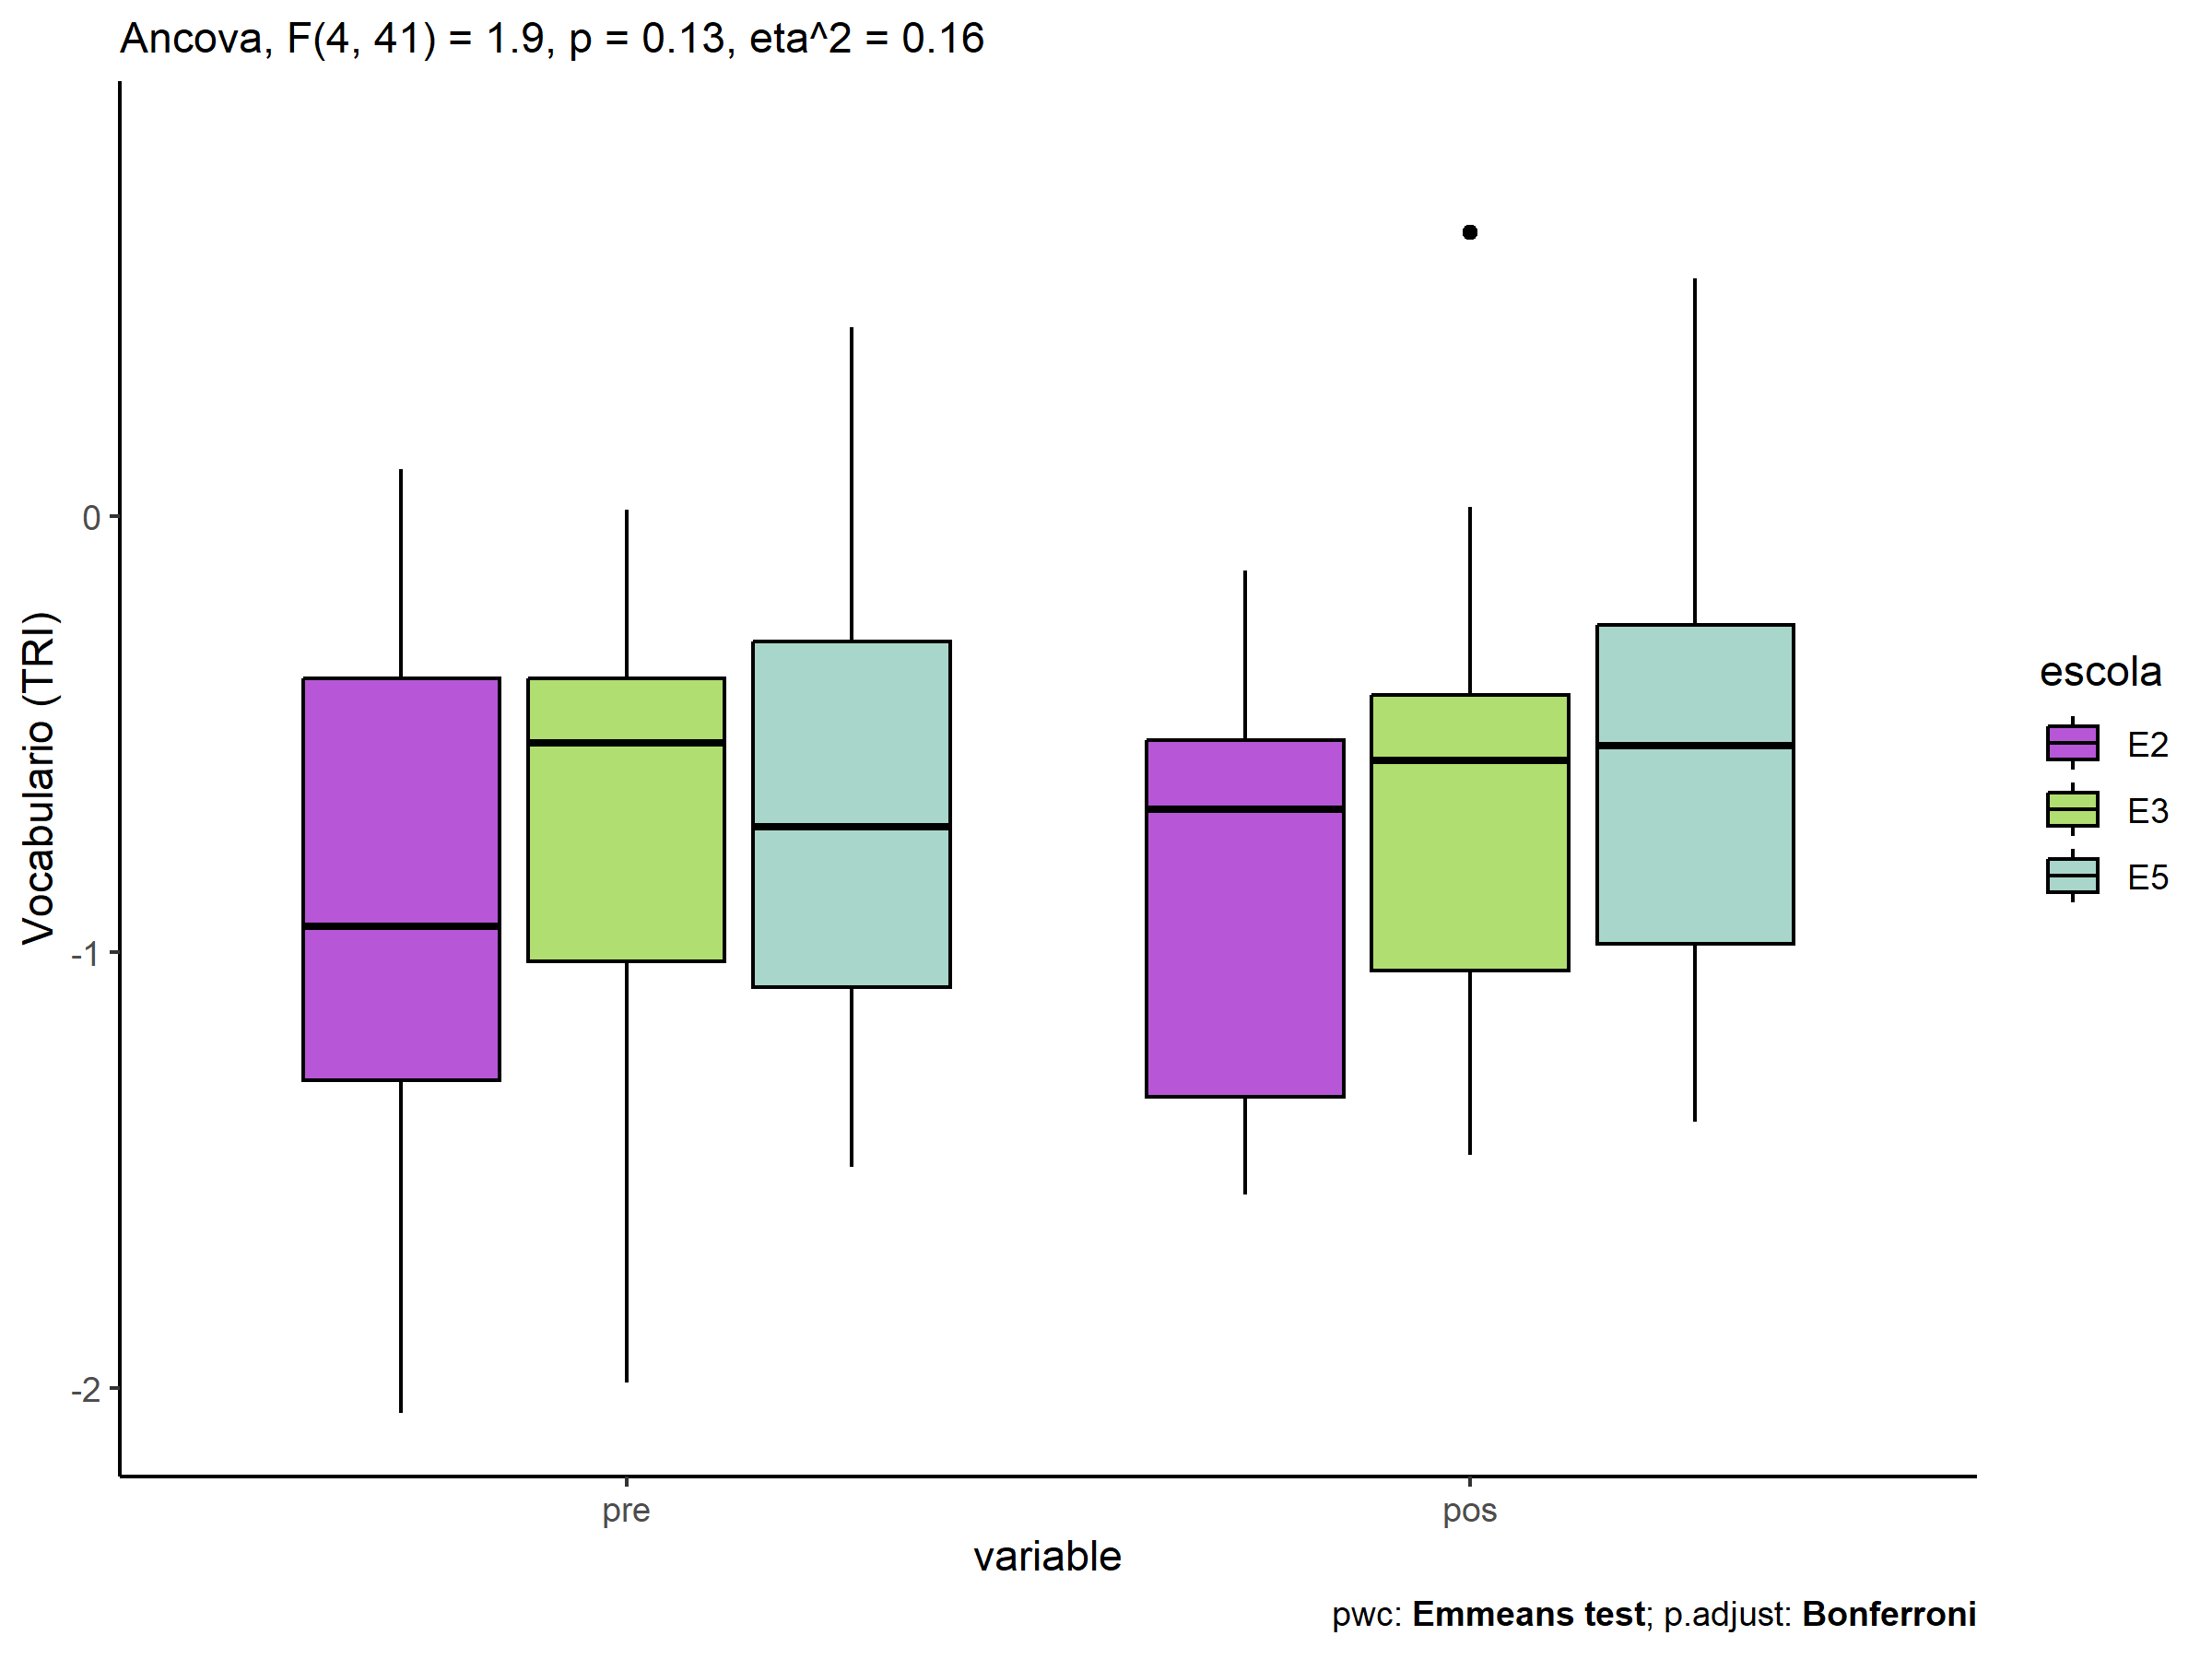 Ancova, F(4, 41) = 1.9, p = 0.13, eta^2 = 0.16
Vocabulario (TRI)
0
-1
-2
pre
pos
variable
escola
E2
E3
E5
pwc: Emmeans test; p.adjust: Bonferroni